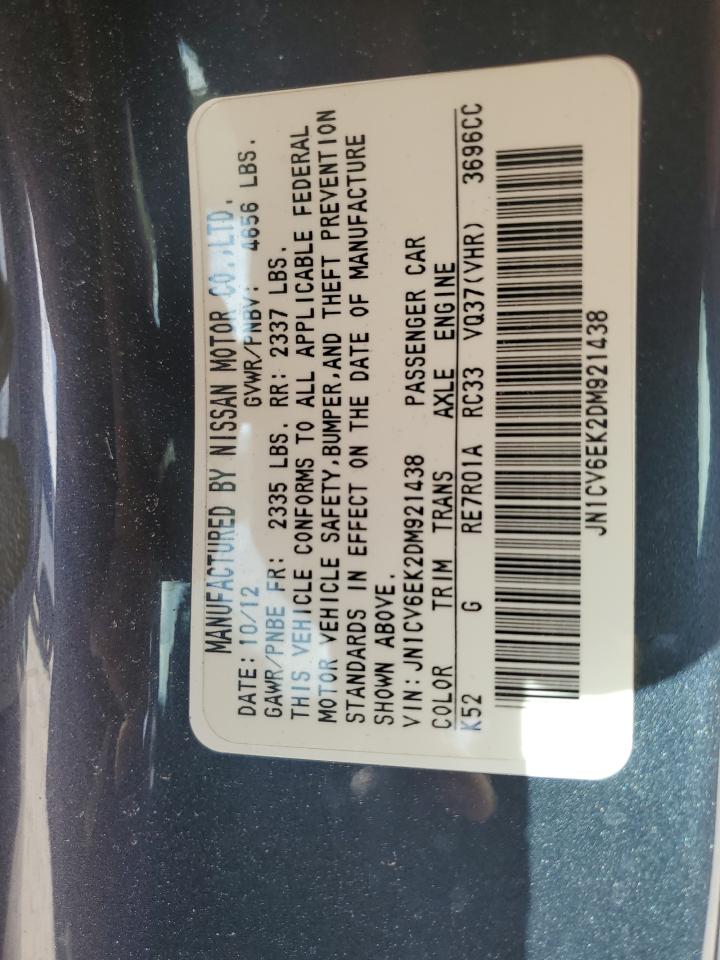 MANUFACTURED BY NISSAN MOTOR CO.,LTD.
DATE: 10/12 GVWR/PNBV: 4656 LBS.
GAWR/PNBE FR: 2335 LBS. RR: 2337 LBS.
THIS VEHICLE CONFORMS TO ALL APPLICABLE FEDERAL
MOTOR VEHICLE SAFETY,BUMPER,AND THEFT PREVENTION
STANDARDS IN EFFECT ON THE DATE OF MANUFACTURE
SHOWN ABOVE.
VIN: JN1CV6EK2DM921438 PASSENGER CAR
COLOR TRIM TRANS AXLE ENGINE
K52 G RE7R01A RC33 VQ37(VHR) 3696CC
JN1CV6EK2DM921438